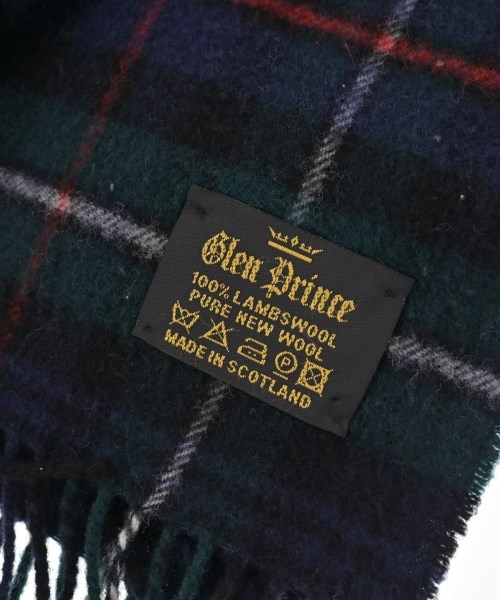 Glen Prince
100% LAMBSWOOL
PURE NEW WOOL
P
MADE IN SCOTLAND